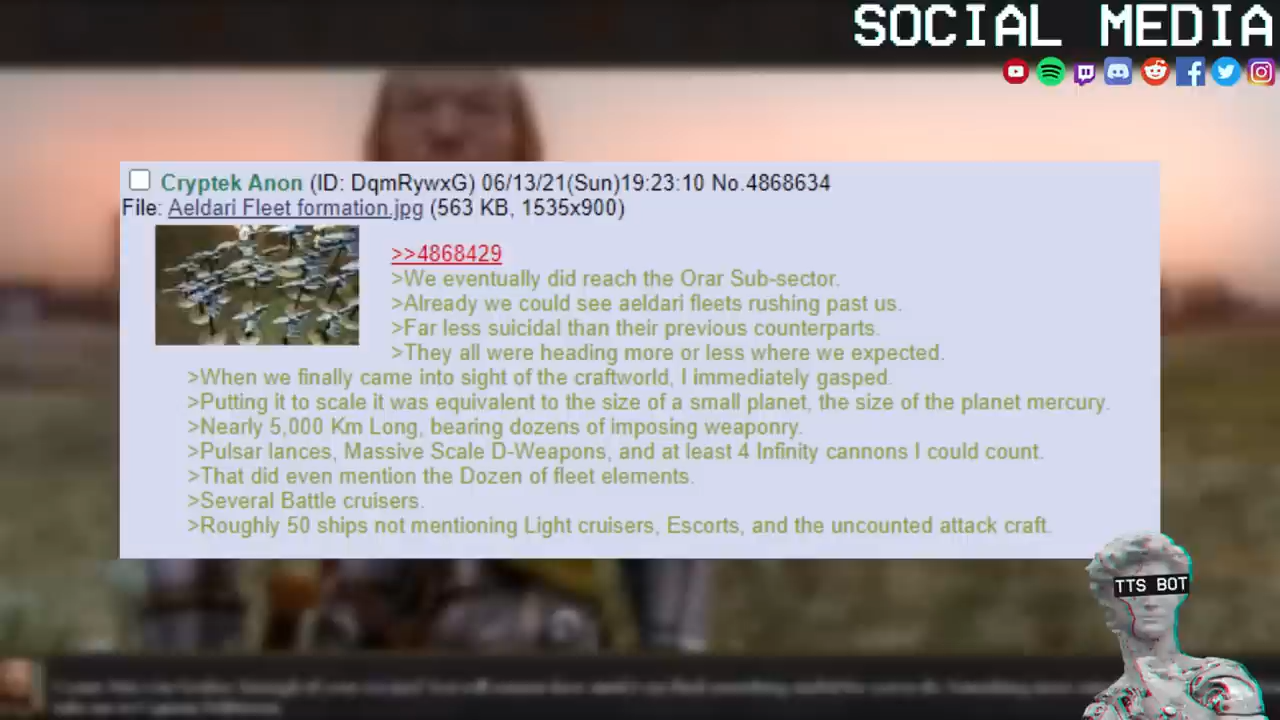 SOCIAL MEDIA
Cryptek Anon (ID: DqmRywxG) 06/13/21(Sun)19:23:10 No.4868634
File: Aeldari Fleet formation.jpg (563 KB, 1535x900)
>>4868429
>We eventually did reach the Orar Sub-sector.
>Already we could see aeldari fleets rushing past us.
>Far less suicidal than their previous counterparts.
>They all were heading more or less where we expected.
>When we finally came into sight of the craftworld, I immediately gasped.
>Putting it to scale it was equivalent to the size of a small planet, the size of the planet mercury.
>Nearly 5,000 Km Long, bearing dozens of imposing weaponry.
>Pulsar lances, Massive Scale D-Weapons, and at least 4 Infinity cannons I could count.
>That did even mention the Dozen of fleet elements.
>Several Battle cruisers.
>Roughly 50 ships not mentioning Light cruisers, Escorts, and the uncounted attack craft.
TTS BOT